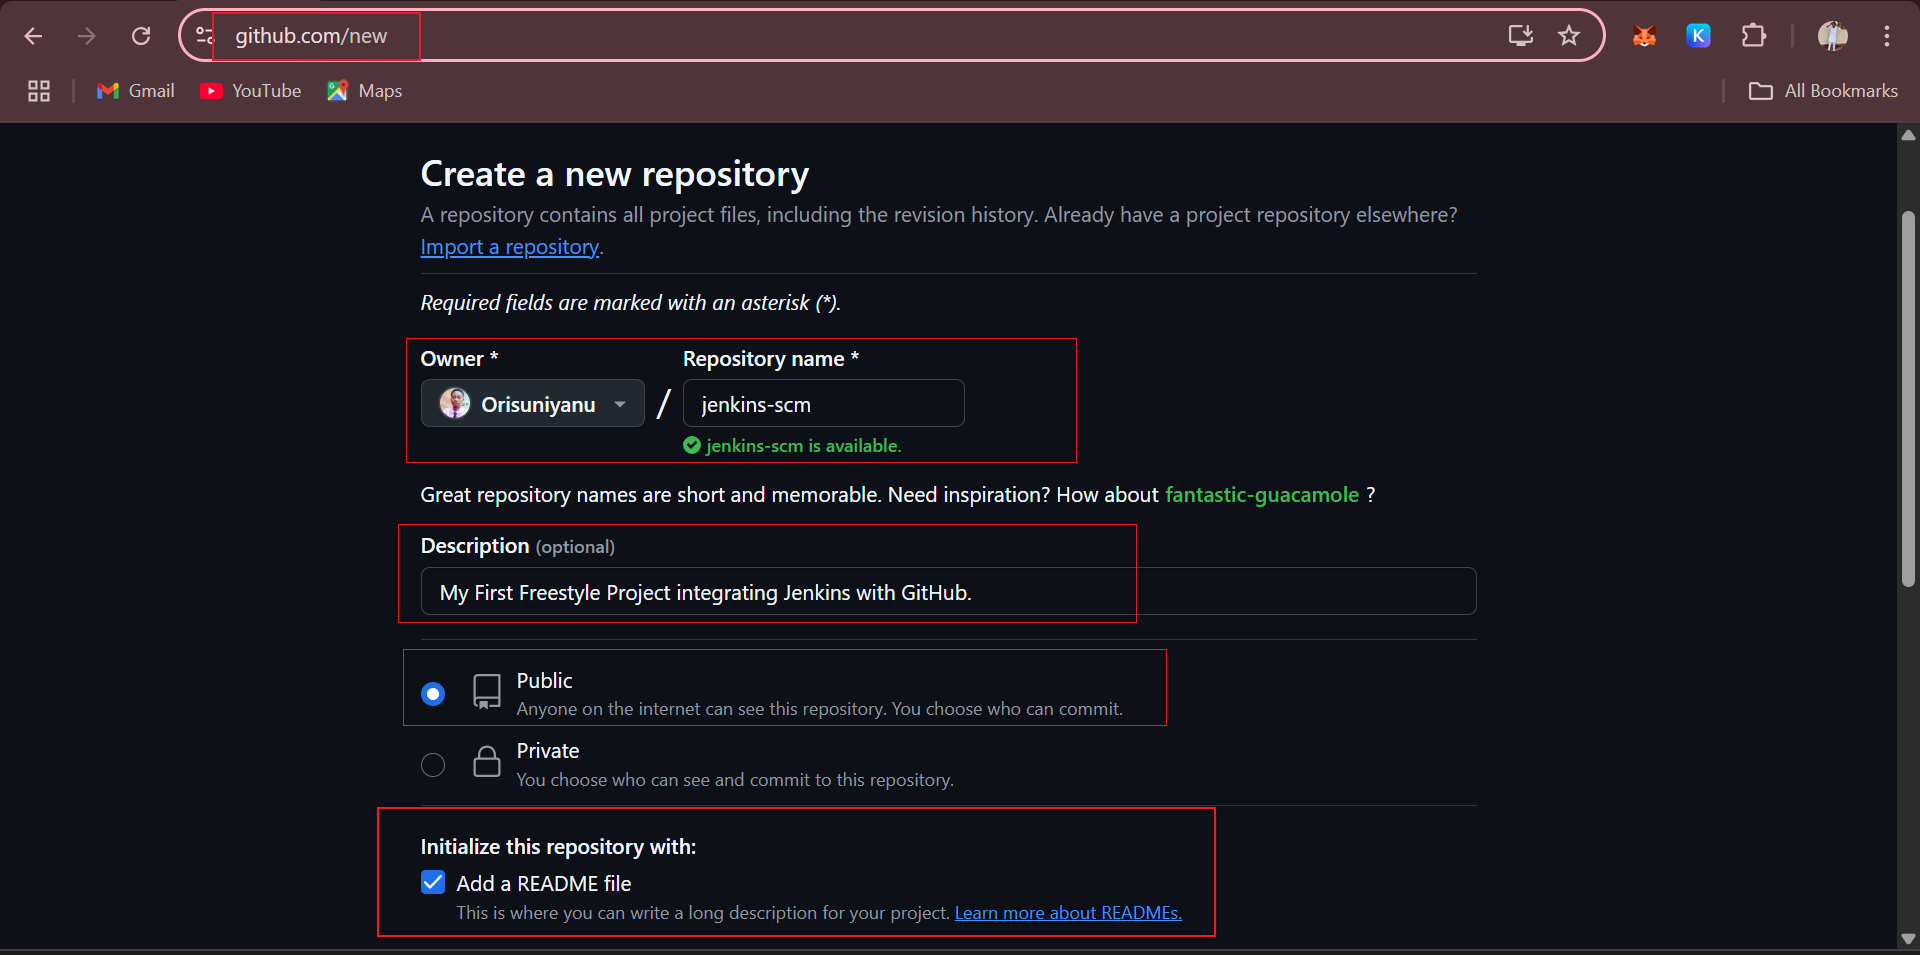 github.com/new
Gmail
YouTube
Maps
All Bookmarks
K
Create a new repository
A repository contains all project files, including the revision history. Already have a project repository elsewhere?
Import a repository.
Required fields are marked with an asterisk (*).
Owner *
Repository name *
Orisuniyanu
/
jenkins-scm
jenkins-scm is available.
Great repository names are short and memorable. Need inspiration? How about fantastic-guacamole ?
Description (optional)
My First Freestyle Project integrating Jenkins with GitHub.
Public
Anyone on the internet can see this repository. You choose who can commit.
Private
You choose who can see and commit to this repository.
Initialize this repository with:
Add a README file
This is where you can write a long description for your project. Learn more about READMEs.